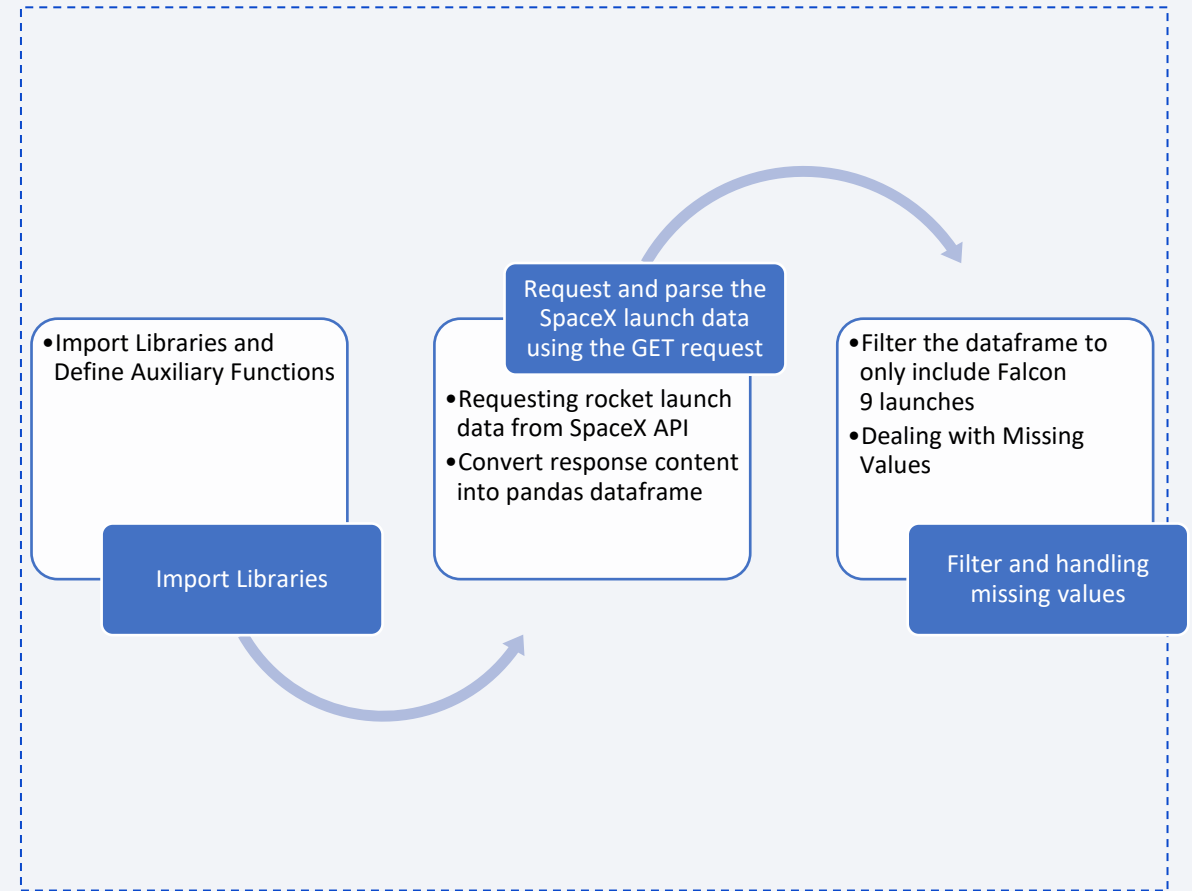 •Import Libraries and
Define Auxiliary Functions
Import Libraries
Request and parse the
SpaceX launch data
using the GET request
•Requesting rocket launch
data from SpaceX API
•Convert response content
into pandas dataframe
•Filter the dataframe to
only include Falcon
9 launches
•Dealing with Missing
Values
Filter and handling
missing values